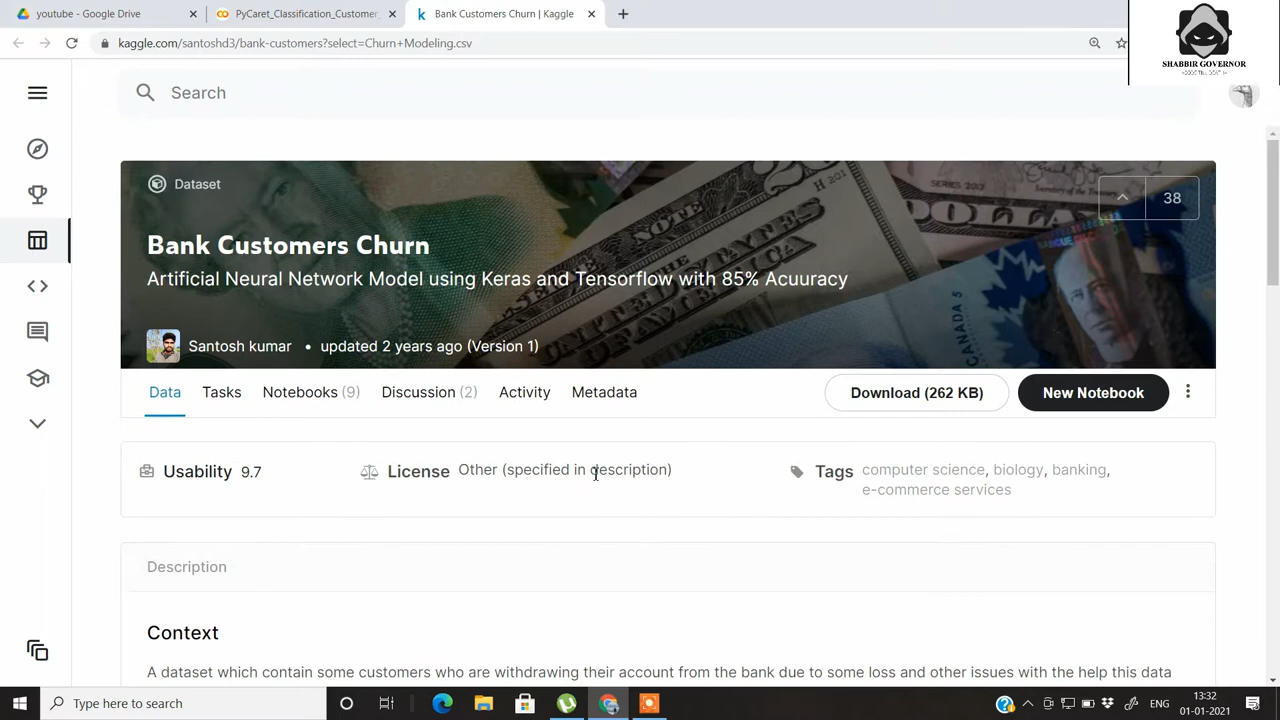 youtube - Google Drive
PyCaret_Classification_Customer_
Bank Customers Churn | Kaggle
kaggle.com/santoshd3/bank-customers?select=Churn+Modeling.csv
SHABBIR GOVERNOR
Search
Dataset
38
Bank Customers Churn
Artificial Neural Network Model using Keras and Tensorflow with 85% Acuuracy
Santosh kumar • updated 2 years ago (Version 1)
Data Tasks Notebooks (9) Discussion (2) Activity Metadata Download (262 KB) New Notebook
Usability 9.7 License Other (specified in description) Tags computer science, biology, banking,
e-commerce services
Description
Context
A dataset which contain some customers who are withdrawing their account from the bank due to some loss and other issues with the help this data
Type here to search
ENG
13:32
01-01-2021